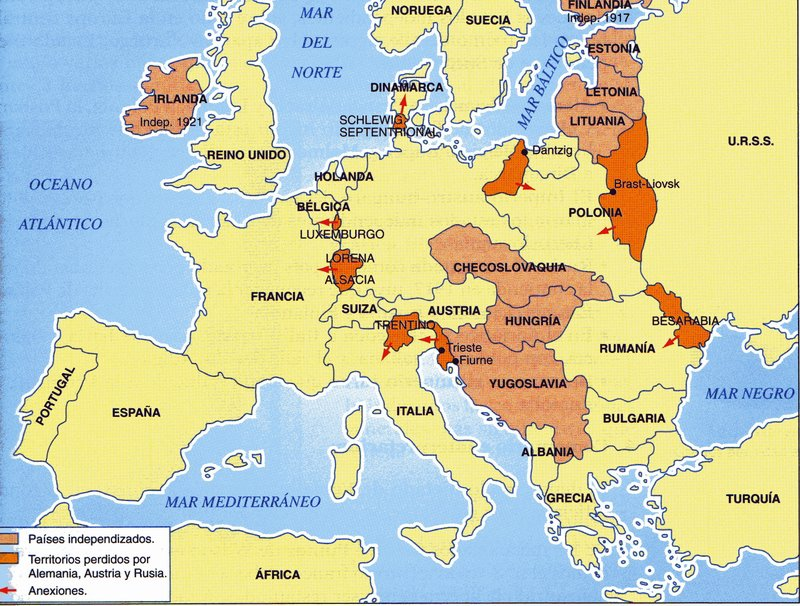 FINLANDIA
Indep. 1917
NORUEGA
SUECIA
MAR
DEL
NORTE
MAR BÁLTICO
ESTONIA
LETONIA
LITUANIA
DINAMARCA
SCHLEWIG
SEPTENTRIONAL
IRLANDA
Indep. 1921
REINO UNIDO
U.R.S.S.
Dantzig
Brast-Liovsk
HOLANDA
OCEANO
ATLÁNTICO
BÉLGICA
LUXEMBURGO
POLONIA
LORENA
ALSACIA
CHECOSLOVAQUIA
FRANCIA
SUIZA
AUSTRIA
HUNGRÍA
TRENTINO
BESARABIA
Trieste
Fiurne
RUMANÍA
YUGOSLAVIA
PORTUGAL
ESPAÑA
ITALIA
BULGARIA
MAR NEGRO
ALBANIA
GRECIA
TURQUÍA
MAR MEDITERRÁNEO
ÁFRICA
Países independizados.
Territorios perdidos por
Alemania, Austria y Rusia.
Anexiones.